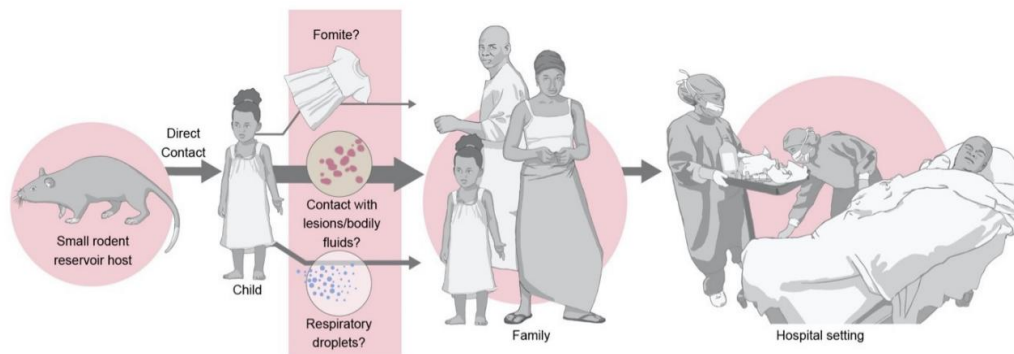 Fomite?
Direct
Contact
Contact with
lesions/bodily
fluids?
Small rodent
reservoir host
Child
Respiratory
droplets?
Family
Hospital setting